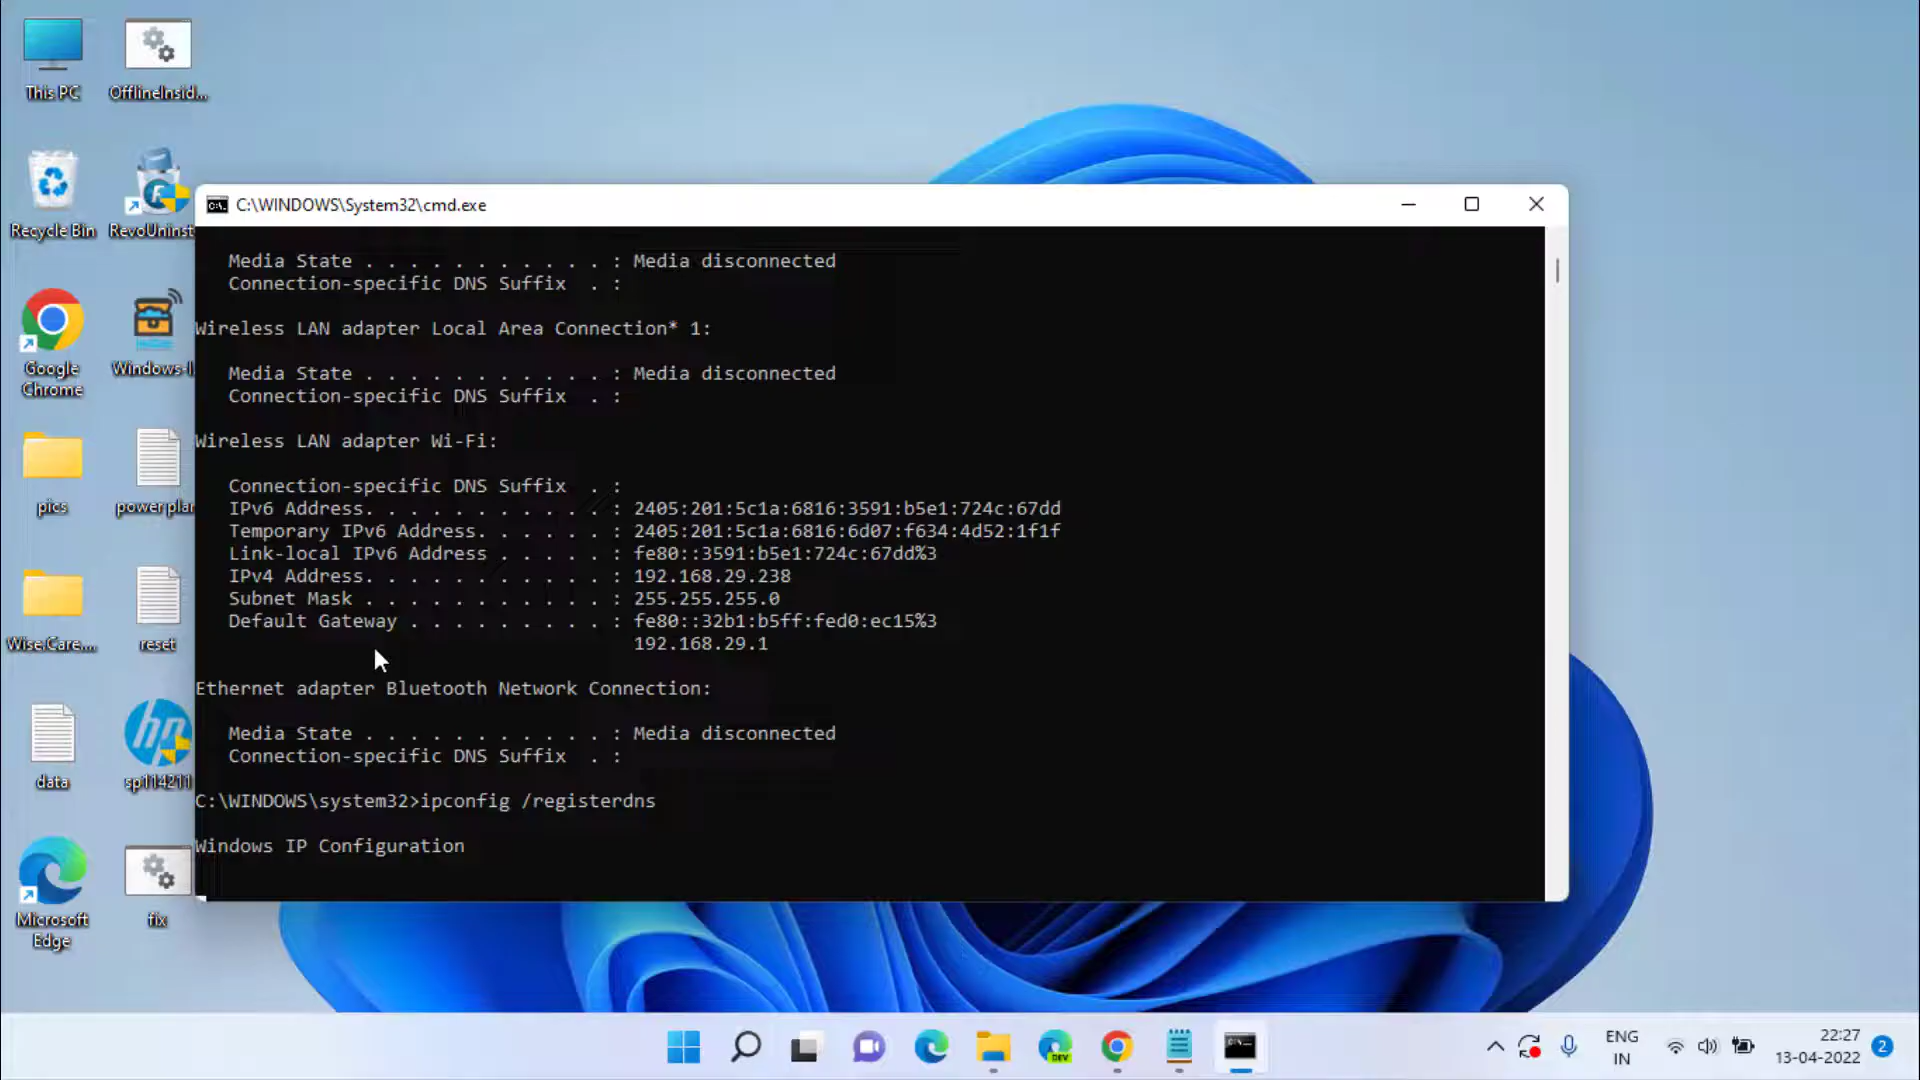 This PC
OfflineInsid...
Recycle Bin
RevoUninst
Google
Chrome
Windows-I
pics
power plan
Wise.Care....
reset
data
sp114211
Microsoft
Edge
fix
C:\WINDOWS\System32\cmd.exe
Media State . . . . . . . . . . . : Media disconnected
Connection-specific DNS Suffix  . :
Wireless LAN adapter Local Area Connection* 1:
Media State . . . . . . . . . . . : Media disconnected
Connection-specific DNS Suffix  . :
Wireless LAN adapter Wi-Fi:
Connection-specific DNS Suffix  . :
IPv6 Address. . . . . . . . . . . : 2405:201:5c1a:6816:3591:b5e1:724c:67dd
Temporary IPv6 Address. . . . . . : 2405:201:5c1a:6816:6d07:f634:4d52:1f1f
Link-local IPv6 Address . . . . . : fe80::3591:b5e1:724c:67dd%3
IPv4 Address. . . . . . . . . . . : 192.168.29.238
Subnet Mask . . . . . . . . . . . : 255.255.255.0
Default Gateway . . . . . . . . . : fe80::32b1:b5ff:fed0:ec15%3
192.168.29.1
Ethernet adapter Bluetooth Network Connection:
Media State . . . . . . . . . . . : Media disconnected
Connection-specific DNS Suffix  . :
C:\WINDOWS\system32>ipconfig /registerdns
Windows IP Configuration
DEV
ENG
IN
22:27
13-04-2022
2